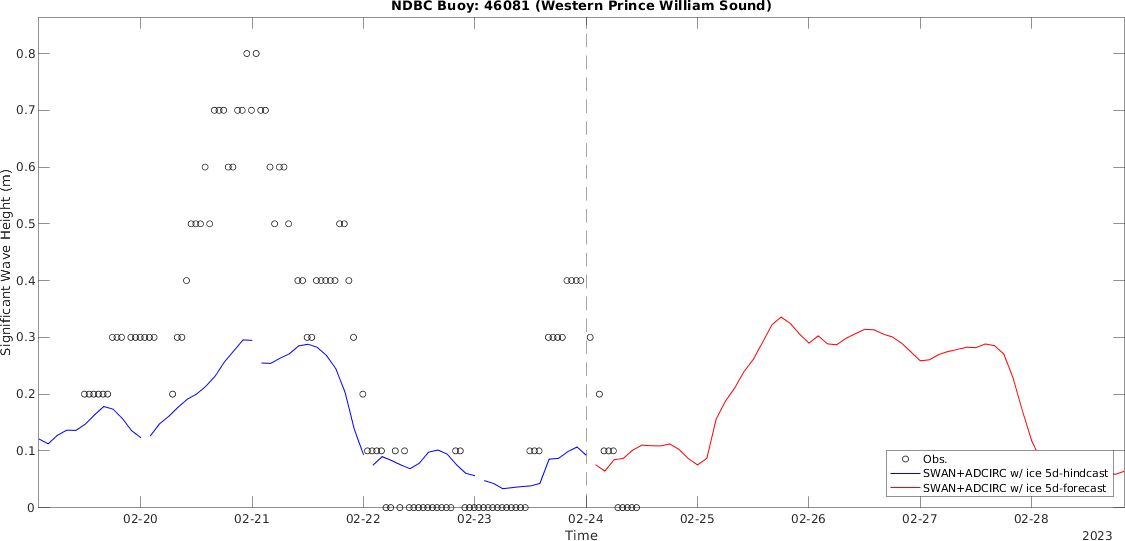 NDBC Buoy: 46081 (Western Prince William Sound)
Significant Wave Height (m)
0.8
0.7
0.6
0.5
0.4
0.3
0.2
0.1
0
Obs.
SWAN+ADCIRC w/ ice 5d-hindcast
SWAN+ADCIRC w/ ice 5d-forecast
02-20 02-21 02-22 02-23 02-24 02-25 02-26 02-27 02-28
Time
2023